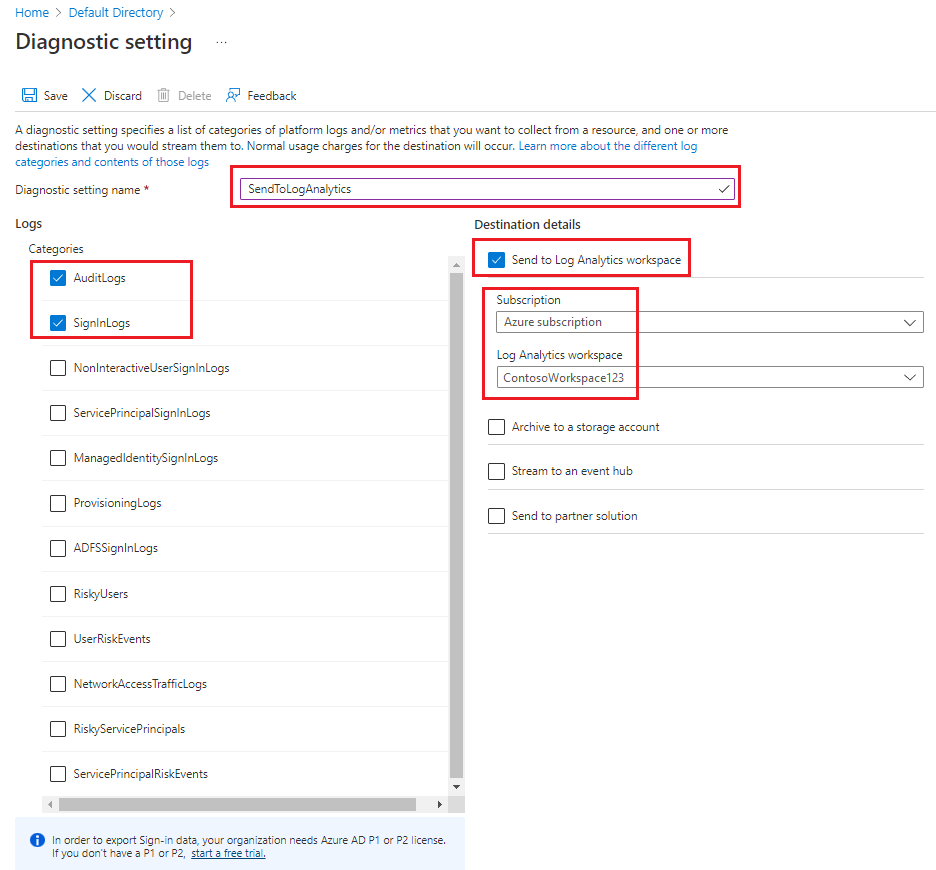 Home > Default Directory >
Diagnostic setting ...
Save Discard Delete Feedback
A diagnostic setting specifies a list of categories of platform logs and/or metrics that you want to collect from a resource, and one or more
destinations that you would stream them to. Normal usage charges for the destination will occur. Learn more about the different log
categories and contents of those logs
Diagnostic setting name *
SendToLogAnalytics
Logs
Categories
AuditLogs
SignInLogs
NonInteractiveUserSignInLogs
ServicePrincipalSignInLogs
ManagedIdentitySignInLogs
ProvisioningLogs
ADFSSignInLogs
RiskyUsers
UserRiskEvents
NetworkAccessTrafficLogs
RiskyServicePrincipals
ServicePrincipalRiskEvents
In order to export Sign-in data, your organization needs Azure AD P1 or P2 license.
If you don't have a P1 or P2, start a free trial.
Destination details
Send to Log Analytics workspace
Subscription
Azure subscription
Log Analytics workspace
ContosoWorkspace123
Archive to a storage account
Stream to an event hub
Send to partner solution